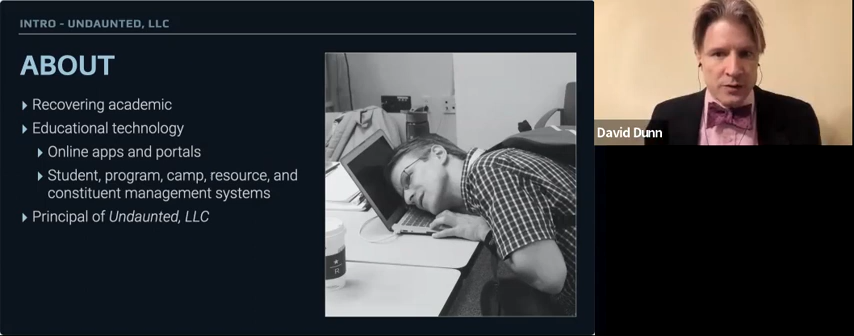 INTRO - UNDAUNTED, LLC
ABOUT
Recovering academic
Educational technology
Online apps and portals
Student, program, camp, resource, and
constituent management systems
Principal of Undaunted, LLC
David Dunn
R